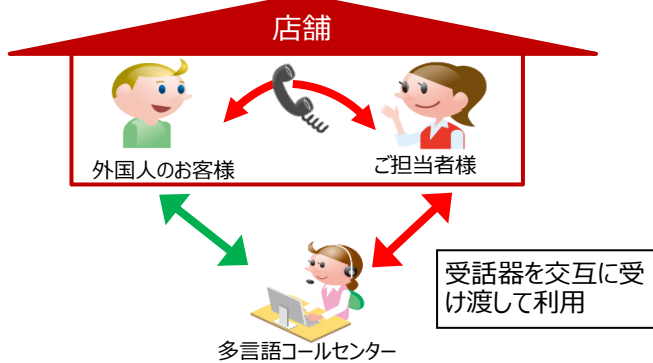 店舗
外国人のお客様
ご担当者様
受話器を交互に受
け渡して利用
多言語コールセンター